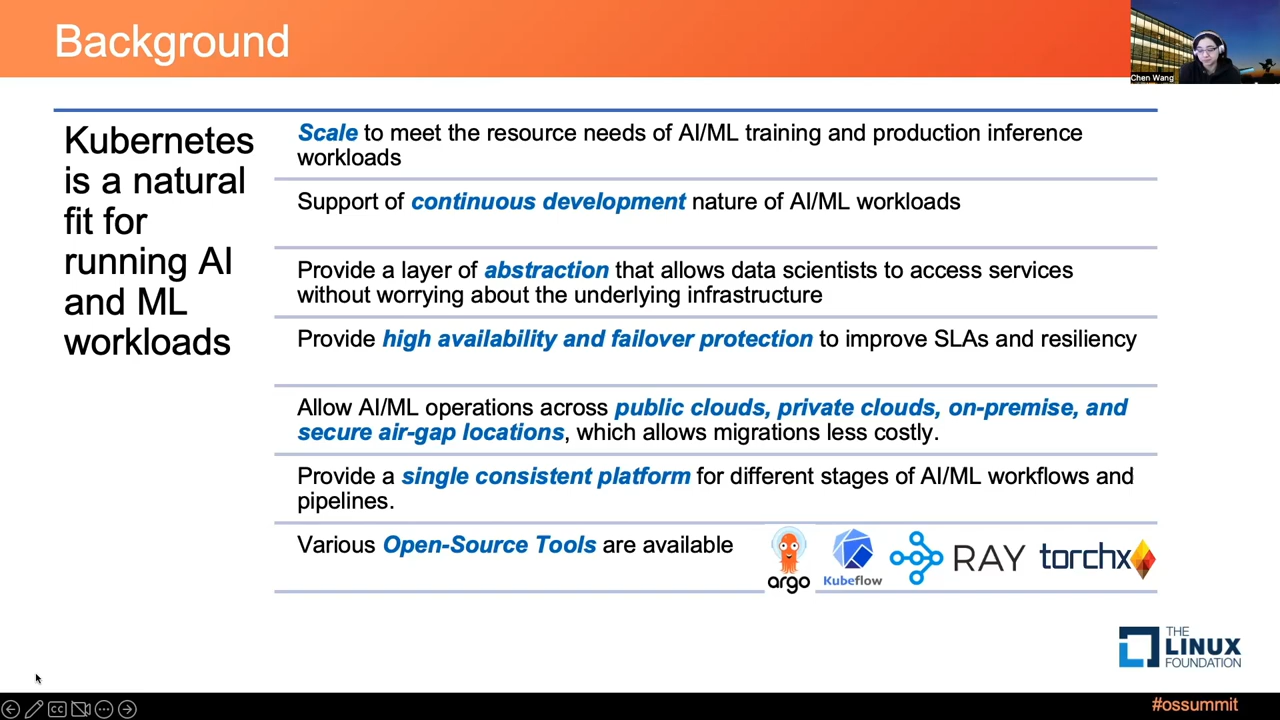 Background
Chen Wang
Kubernetes
is a natural
fit for
running AI
and ML
workloads
Scale to meet the resource needs of AI/ML training and production inference
workloads
Support of continuous development nature of AI/ML workloads
Provide a layer of abstraction that allows data scientists to access services
without worrying about the underlying infrastructure
Provide high availability and failover protection to improve SLAs and resiliency
Allow AI/ML operations across public clouds, private clouds, on-premise, and
secure air-gap locations, which allows migrations less costly.
Provide a single consistent platform for different stages of AI/ML workflows and
pipelines.
Various Open-Source Tools are available
argo
Kubeflow
RAY
torchx
THE
LINUX
FOUNDATION
CC
#ossummit